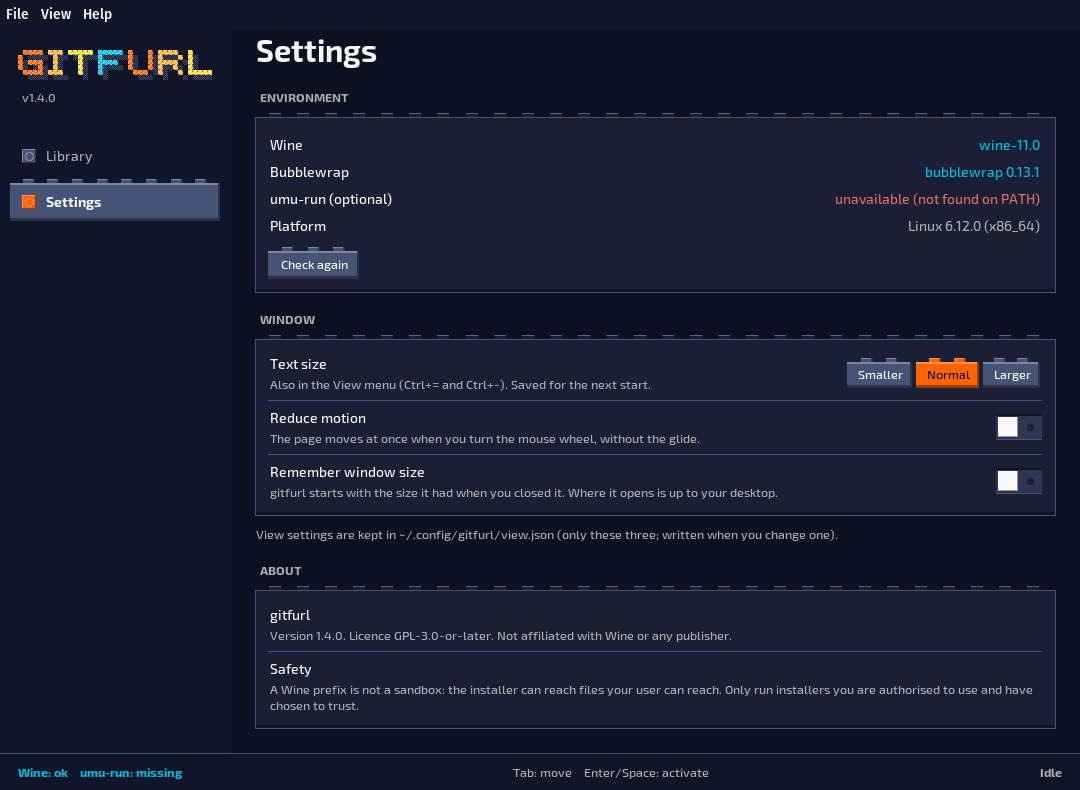 File View Help
GITFURL
v1.4.0
Library
Settings
Settings
ENVIRONMENT
Wine wine-11.0
Bubblewrap bubblewrap 0.13.1
umu-run (optional) unavailable (not found on PATH)
Platform Linux 6.12.0 (x86_64)
Check again
WINDOW
Text size
Also in the View menu (Ctrl+= and Ctrl+-). Saved for the next start.
Smaller Normal Larger
Reduce motion
The page moves at once when you turn the mouse wheel, without the glide.
Remember window size
gitfurl starts with the size it had when you closed it. Where it opens is up to your desktop.
View settings are kept in ~/.config/gitfurl/view.json (only these three; written when you change one).
ABOUT
gitfurl
Version 1.4.0. Licence GPL-3.0-or-later. Not affiliated with Wine or any publisher.
Safety
A Wine prefix is not a sandbox: the installer can reach files your user can reach. Only run installers you are authorised to use and have
chosen to trust.
Wine: ok umu-run: missing Tab: move Enter/Space: activate Idle